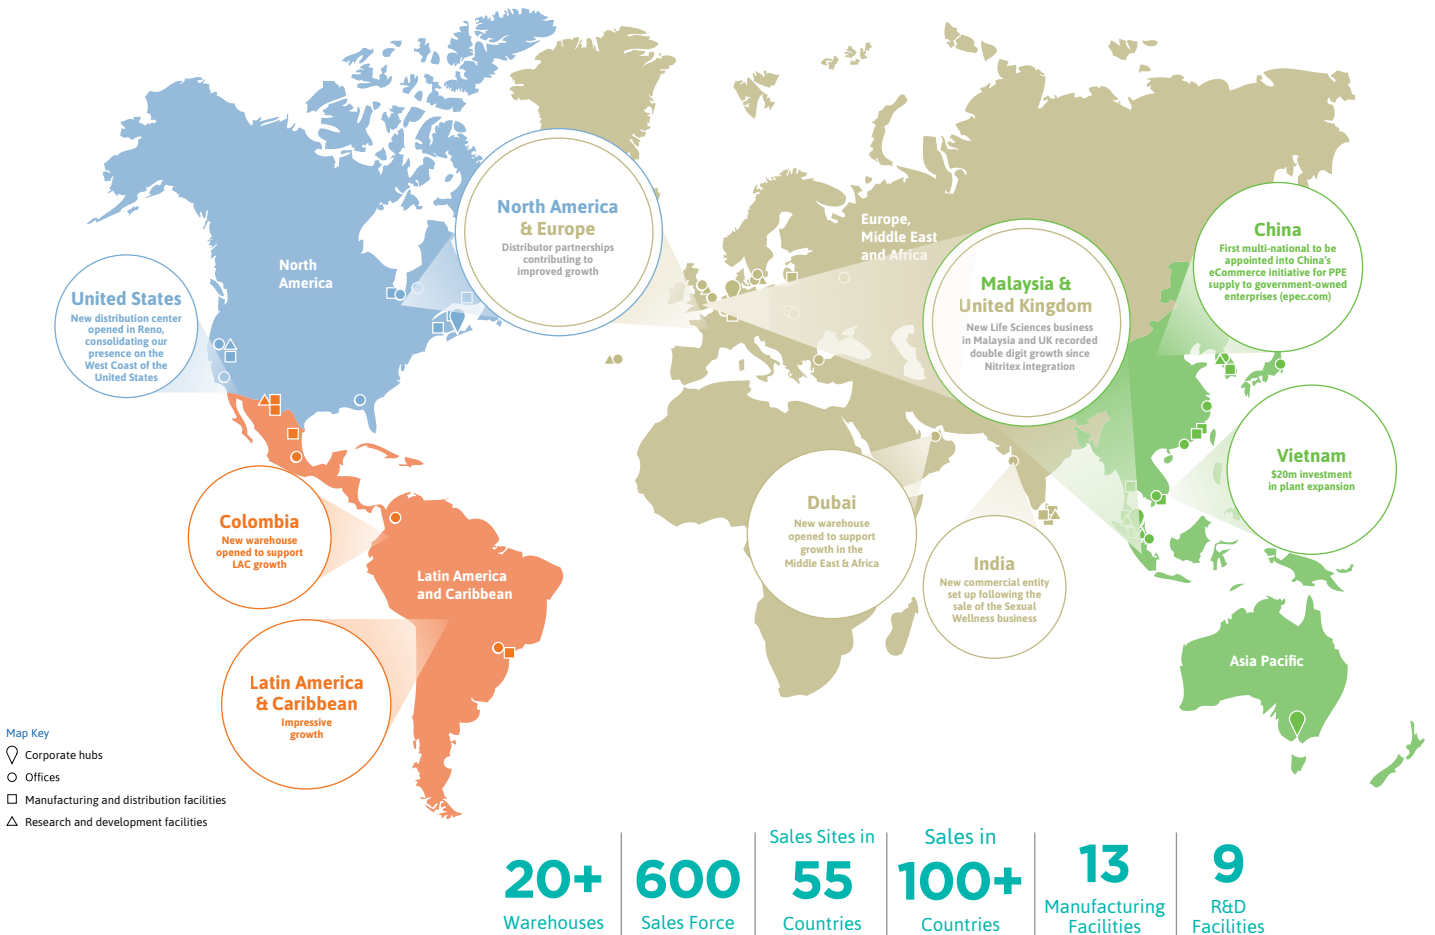 North America
& Europe
Distributor partnerships
contributing to
improved growth
Europe,
Middle East
and Africa
China
First multi-national to be
appointed into China's
eCommerce initiative for PPE
supply to government-owned
enterprises (epec.com)
North
America
United States
New distribution center
opened in Reno,
consolidating our
presence on the
West Coast of the
United States
Malaysia &
United Kingdom
New Life Sciences business
in Malaysia and UK recorded
double digit growth since
Nitritex integration
Vietnam
$20m investment
in plant expansion
Colombia
New warehouse
opened to support
LAC growth
Dubai
New warehouse
opened to support
growth in the
Middle East & Africa
India
New commercial entity
set up following the
sale of the Sexual
Wellness business
Latin America
and Caribbean
Asia Pacific
Latin America
& Caribbean
Impressive
growth
Map Key
Corporate hubs
Offices
Manufacturing and distribution facilities
Research and development facilities
20+
Warehouses
600
Sales Force
Sales Sites in
55
Countries
Sales in
100+
Countries
13
Manufacturing
Facilities
9
R&D
Facilities